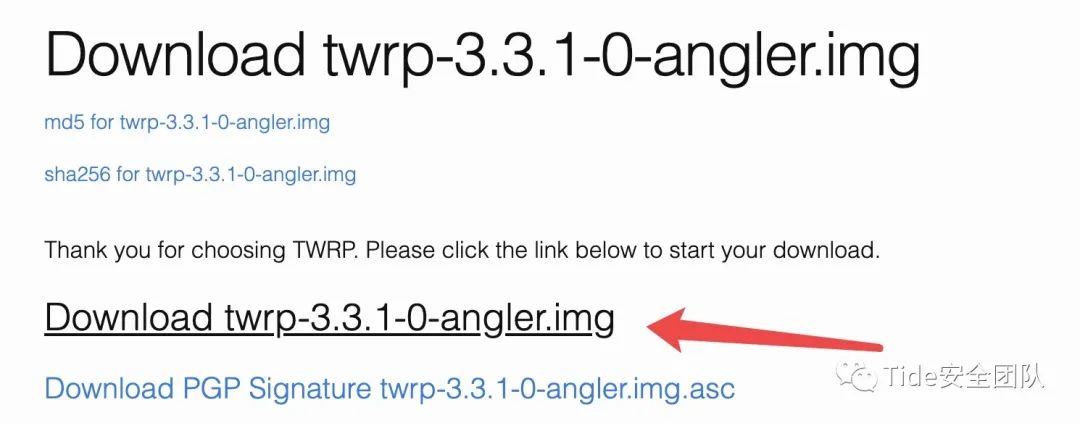 Download twrp-3.3.1-0-angler.img
md5 for twrp-3.3.1-0-angler.img
sha256 for twrp-3.3.1-0-angler.img
Thank you for choosing TWRP. Please click the link below to start your download.
Download twrp-3.3.1-0-angler.img
Download PGP Signature twrp-3.3.1-0-angler.img.asc
Tide安全团队